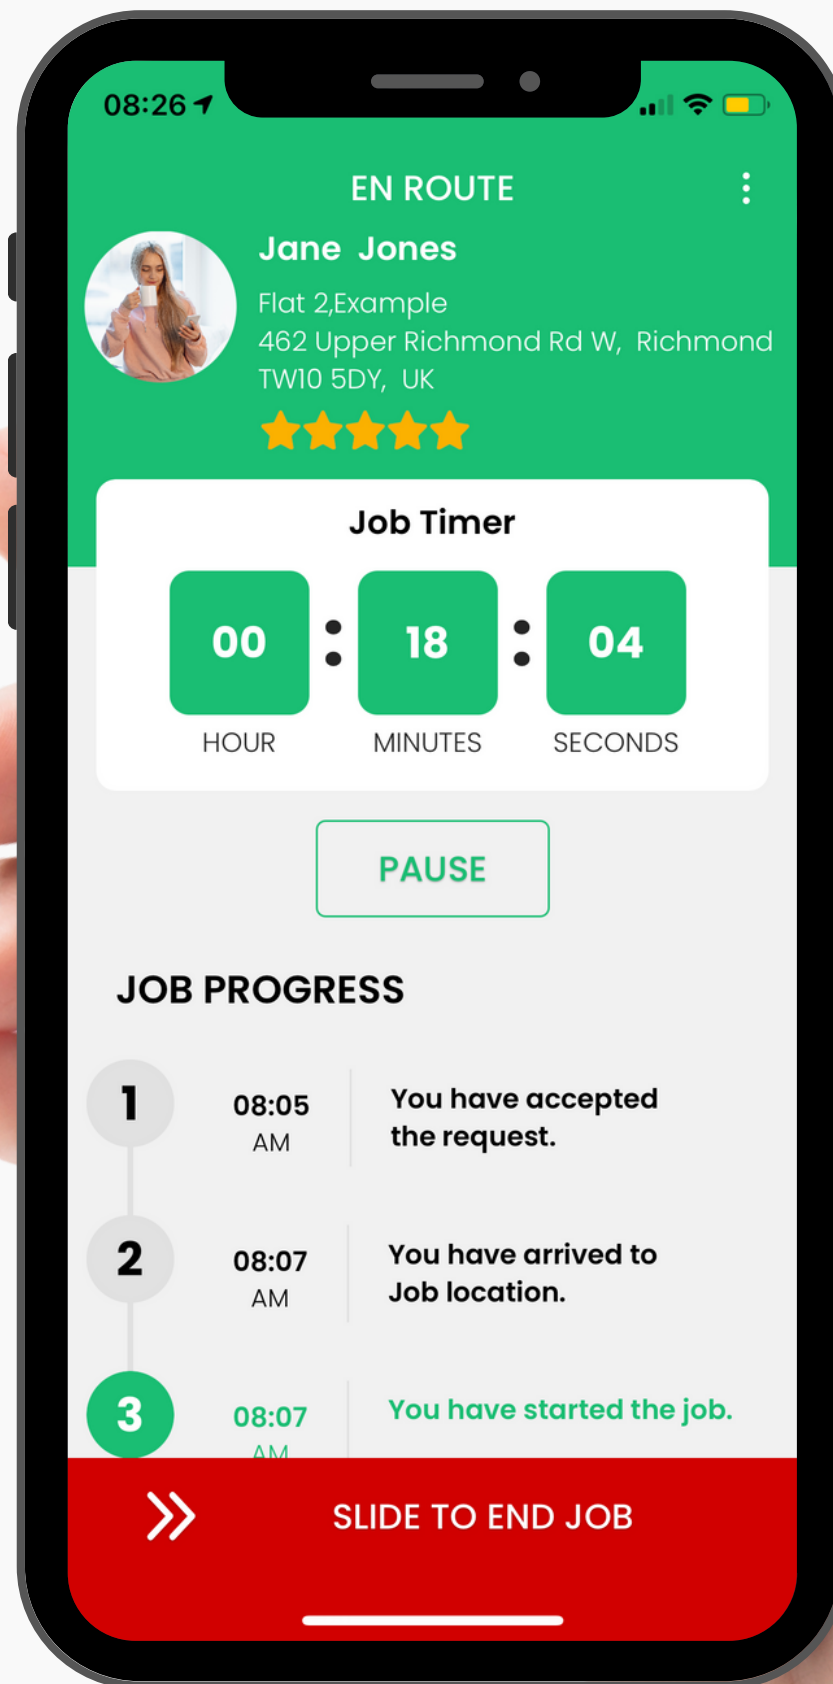 08:26
EN ROUTE
Jane Jones
Flat 2,Example
462 Upper Richmond Rd W, Richmond
TW10 5DY, UK
Job Timer
00 : 18 : 04
HOUR MINUTES SECONDS
PAUSE
JOB PROGRESS
1 08:05 AM You have accepted
the request.
2 08:07 AM You have arrived to
Job location.
3 08:07 AM You have started the job.
SLIDE TO END JOB